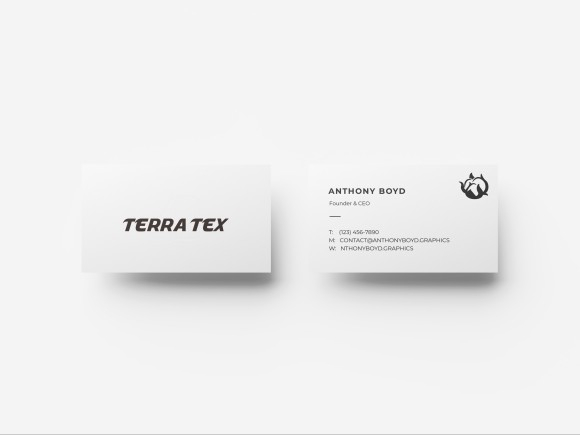 TERRA TEX
ANTHONY BOYD
Founder & CEO
T: (123) 456-7890
M: CONTACT@ANTHONYBOYD.GRAPHICS
W: NTHONYBOYD.GRAPHICS